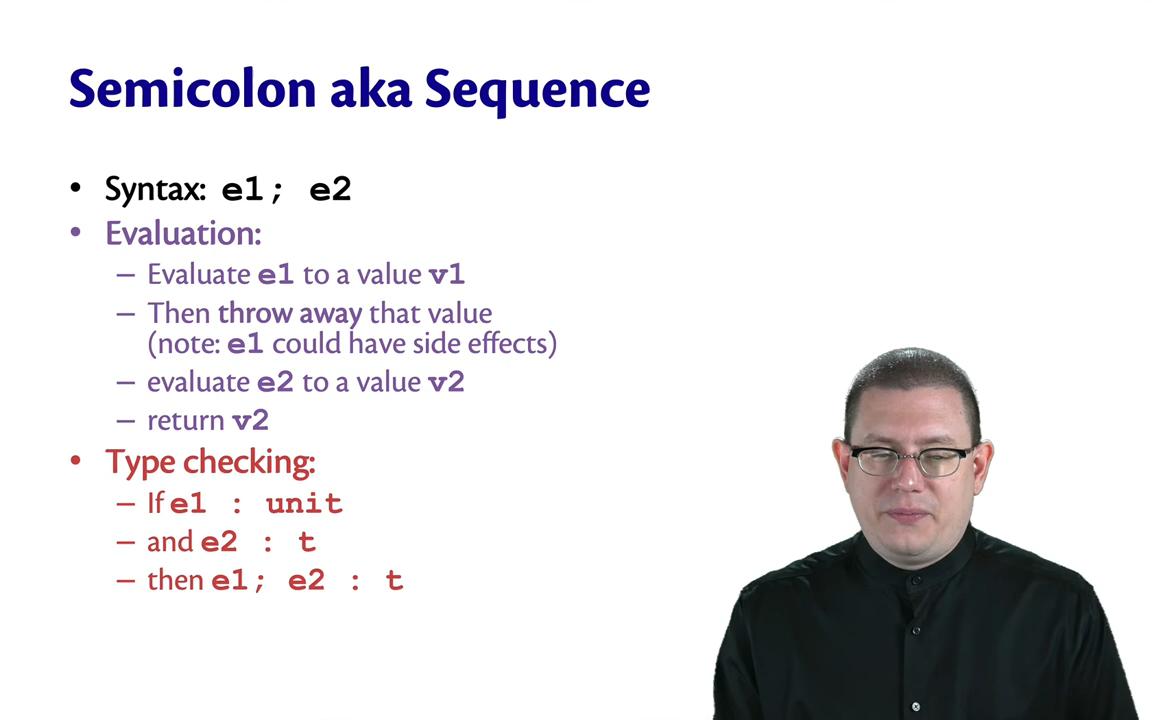 Semicolon aka Sequence
• Syntax: e1; e2
• Evaluation:
– Evaluate e1 to a value v1
– Then throw away that value
(note: e1 could have side effects)
– evaluate e2 to a value v2
– return v2
• Type checking:
– If e1 : unit
– and e2 : t
– then e1; e2 : t